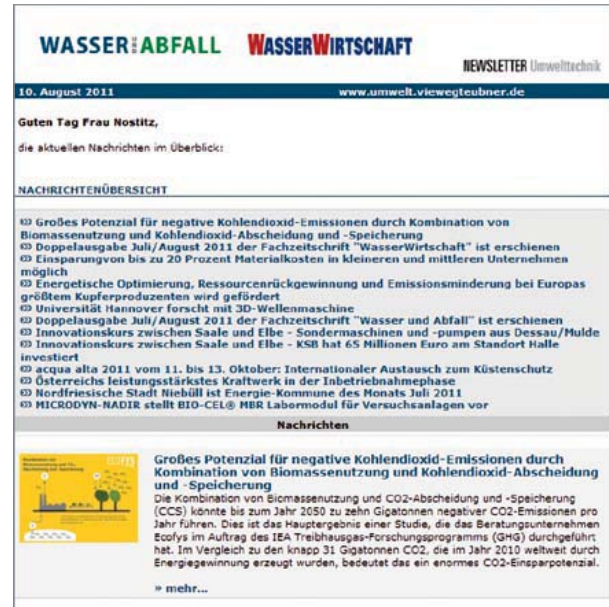 WASSER UND ABFALL WASSERWIRTSCHAFT
NEWSLETTER Umwelttechnik
10. August 2011 www.umwelt.viewegteubner.de
Guten Tag Frau Nostitz,
die aktuellen Nachrichten im Überblick:
NACHRICHTENÜBERSICHT
Großes Potenzial für negative Kohlendioxid-Emissionen durch Kombination von
Biomassenutzung und Kohlendioxid-Abscheidung und -Speicherung
Doppelausgabe Juli/August 2011 der Fachzeitschrift "WasserWirtschaft" ist erschienen
Einsparungvon bis zu 20 Prozent Materialkosten in kleineren und mittleren Unternehmen
möglich
Energetische Optimierung, Ressourcenrückgewinnung und Emissionsminderung bei Europas
größtem Kupferproduzenten wird gefördert
Universität Hannover forscht mit 3D-Wellenmaschine
Doppelausgabe Juli/August 2011 der Fachzeitschrift "Wasser und Abfall" ist erschienen
Innovationskurs zwischen Saale und Elbe - Sondermaschinen und -pumpen aus Dessau/Mulde
Innovationskurs zwischen Saale und Elbe - KSB hat 65 Millionen Euro am Standort Halle
investiert
acqua alta 2011 vom 11. bis 13. Oktober: Internationaler Austausch zum Küstenschutz
Österreichs leistungsstärkstes Kraftwerk in der Inbetriebnahmephase
Nordfriesische Stadt Niebüll ist Energie-Kommune des Monats Juli 2011
MICRODYN-NADIR stellt BIO-CEL® MBR Labormodul für Versuchsanlagen vor
Nachrichten
Großes Potenzial für negative Kohlendioxid-Emissionen durch
Kombination von Biomassenutzung und Kohlendioxid-Abscheidung
und -Speicherung
Die Kombination von Biomassenutzung und CO2-Abscheidung und -Speicherung
(CCS) könnte bis zum Jahr 2050 zu zehn Gigatonnen negativer CO2-Emissionen pro
Jahr führen. Dies ist das Hauptergebnis einer Studie, die das Beratungsunternehmen
Ecofys im Auftrag des IEA Treibhausgas-Forschungsprogramms (GHG) durchgeführt
hat. Im Vergleich zu den knapp 31 Gigatonnen CO2, die im Jahr 2010 weltweit durch
Energiegewinnung erzeugt wurden, bedeutet das ein enormes CO2-Einsparpotenzial.
» mehr...